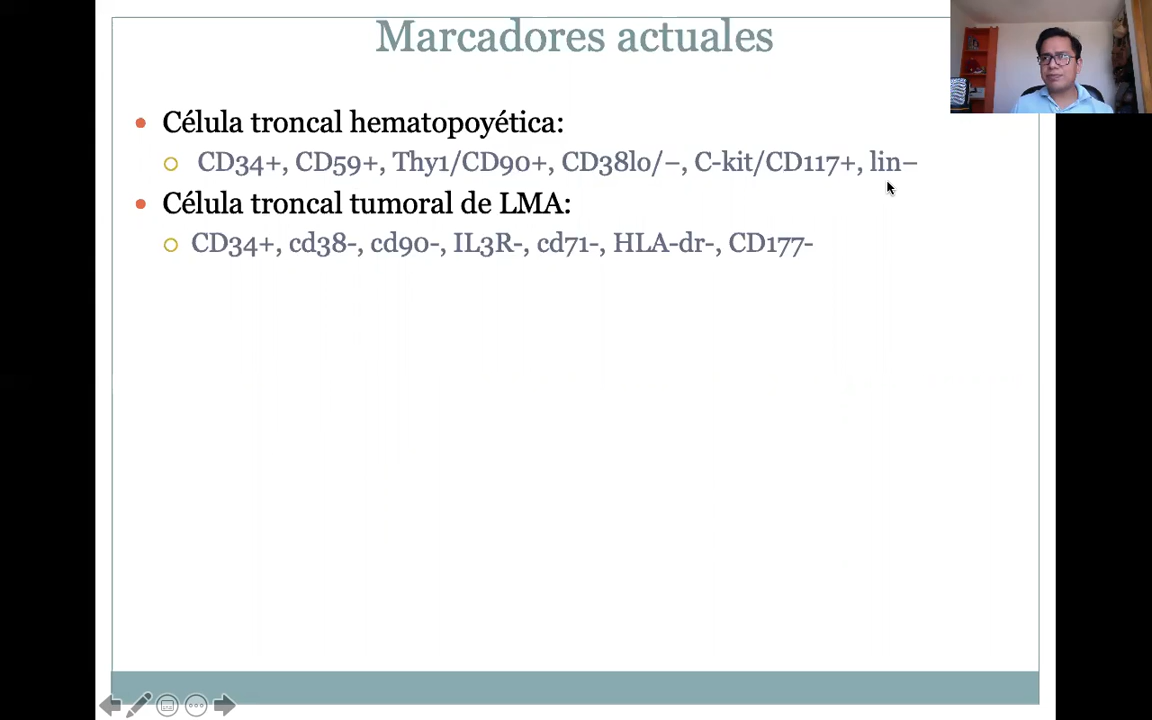 Marcadores actuales
Célula troncal hematopoyética:
CD34+, CD59+, Thy1/CD90+, CD38lo/–, C-kit/CD117+, lin–
Célula troncal tumoral de LMA:
CD34+, cd38-, cd90-, IL3R-, cd71-, HLA-dr-, CD177-